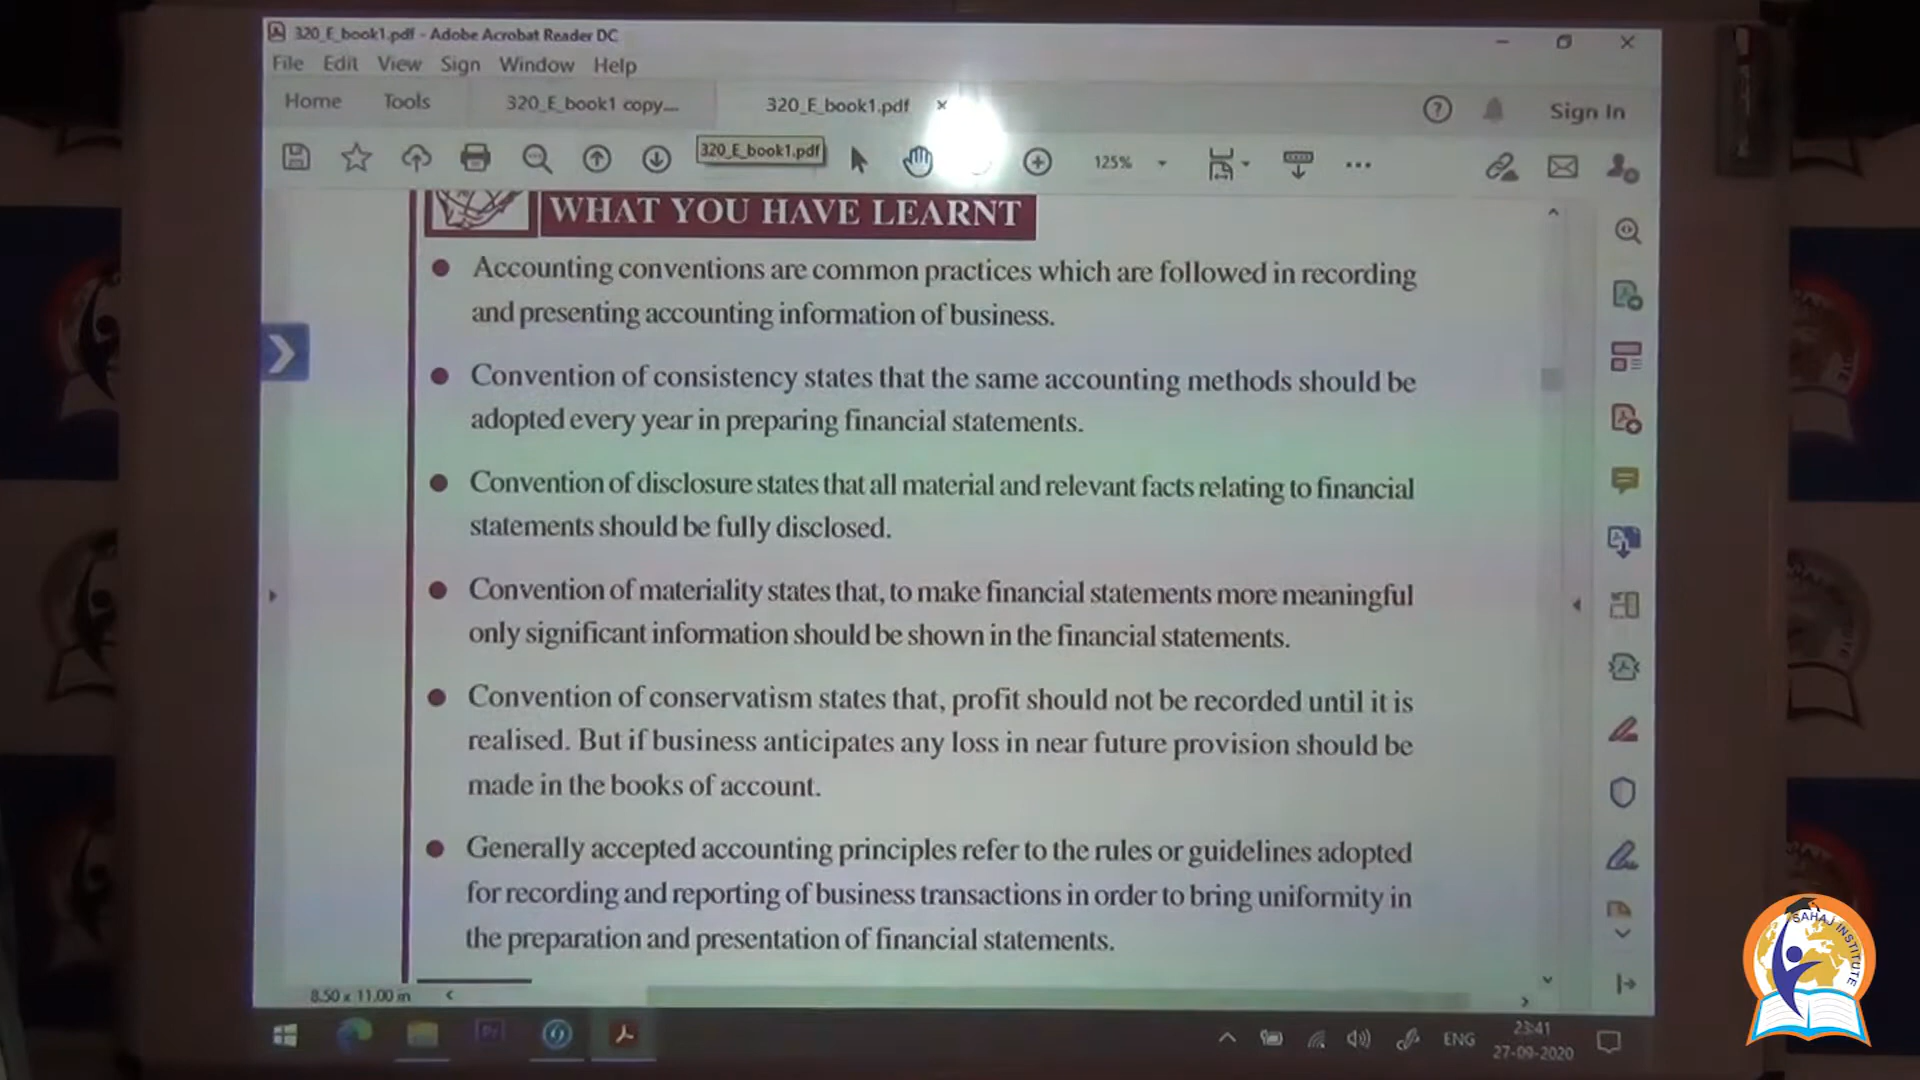 320_E_book1.pdf - Adobe Acrobat Reader DC
File Edit View Sign Window Help
Home Tools 320_E_book1 copy.... 320_E_book1.pdf × Sign In
320_E_book1.pdf 125%
WHAT YOU HAVE LEARNT
Accounting conventions are common practices which are followed in recording
and presenting accounting information of business.
Convention of consistency states that the same accounting methods should be
adopted every year in preparing financial statements.
Convention of disclosure states that all material and relevant facts relating to financial
statements should be fully disclosed.
Convention of materiality states that, to make financial statements more meaningful
only significant information should be shown in the financial statements.
Convention of conservatism states that, profit should not be recorded until it is
realised. But if business anticipates any loss in near future provision should be
made in the books of account.
Generally accepted accounting principles refer to the rules or guidelines adopted
for recording and reporting of business transactions in order to bring uniformity in
the preparation and presentation of financial statements.
8.50 x 11.00 in
Pr
ENG
23:41
27-09-2020
SAHAJ INSTITUTE